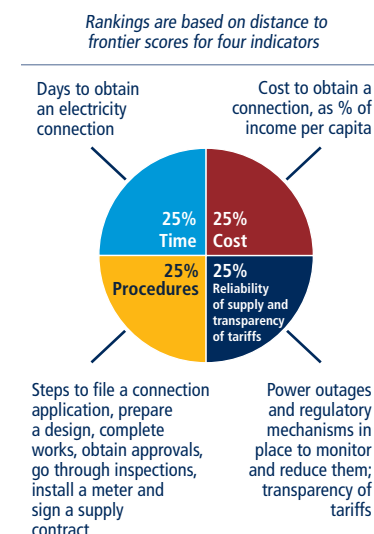 Rankings are based on distance to
frontier scores for four indicators
Days to obtain
an electricity
connection
Cost to obtain a
connection, as % of
income per capita
25%
Time
25%
Cost
25%
Procedures
25%
Reliability
of supply and
transparency
of tariffs
Steps to file a connection
application, prepare
a design, complete
works, obtain approvals,
go through inspections,
install a meter and
sign a supply
contract
Power outages
and regulatory
mechanisms in
place to monitor
and reduce them;
transparency of
tariffs